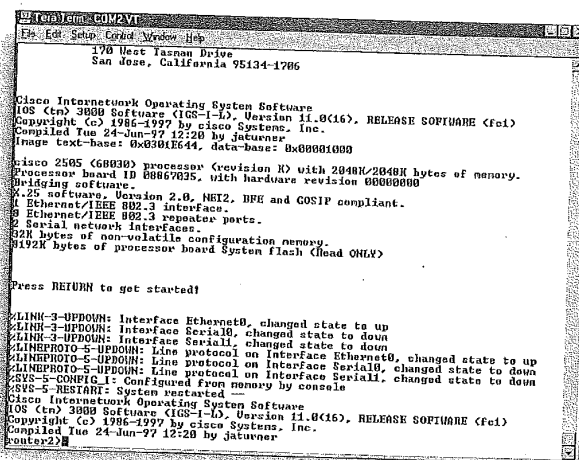 Tera Term - COM2 VT
File Edit Setup Control Window Help
170 West Tasman Drive
San Jose, California 95134-1706
Cisco Internetwork Operating System Software
IOS (tm) 3000 Software (IGS-I-L), Version 11.0(16), RELEASE SOFTWARE (fc1)
Copyright (c) 1986-1997 by cisco Systems, Inc.
Compiled Tue 24-Jun-97 12:20 by jaturner
Image text-base: 0x0301E644, data-base: 0x00001000
cisco 2505 (68030) processor (revision K) with 2048K/2048K bytes of memory.
Processor board ID 08867035, with hardware revision 00000000
Bridging software.
X.25 software, Version 2.0, NET2, BFE and GOSIP compliant.
1 Ethernet/IEEE 802.3 interface.
8 Ethernet/IEEE 802.3 repeater ports.
2 Serial network interfaces.
32K bytes of non-volatile configuration memory.
8192K bytes of processor board System flash (Read ONLY)
Press RETURN to get started!
%LINK-3-UPDOWN: Interface Ethernet0, changed state to up
%LINK-3-UPDOWN: Interface Serial0, changed state to down
%LINK-3-UPDOWN: Interface Serial1, changed state to down
%LINEPROTO-5-UPDOWN: Line protocol on Interface Ethernet0, changed state to up
%LINEPROTO-5-UPDOWN: Line protocol on Interface Serial0, changed state to down
%LINEPROTO-5-UPDOWN: Line protocol on Interface Serial1, changed state to down
%SYS-5-CONFIG_I: Configured from memory by console
%SYS-5-RESTART: System restarted --
Cisco Internetwork Operating System Software
IOS (tm) 3000 Software (IGS-I-L), Version 11.0(16), RELEASE SOFTWARE (fc1)
Copyright (c) 1986-1997 by cisco Systems, Inc.
Compiled Tue 24-Jun-97 12:20 by jaturner
router2>